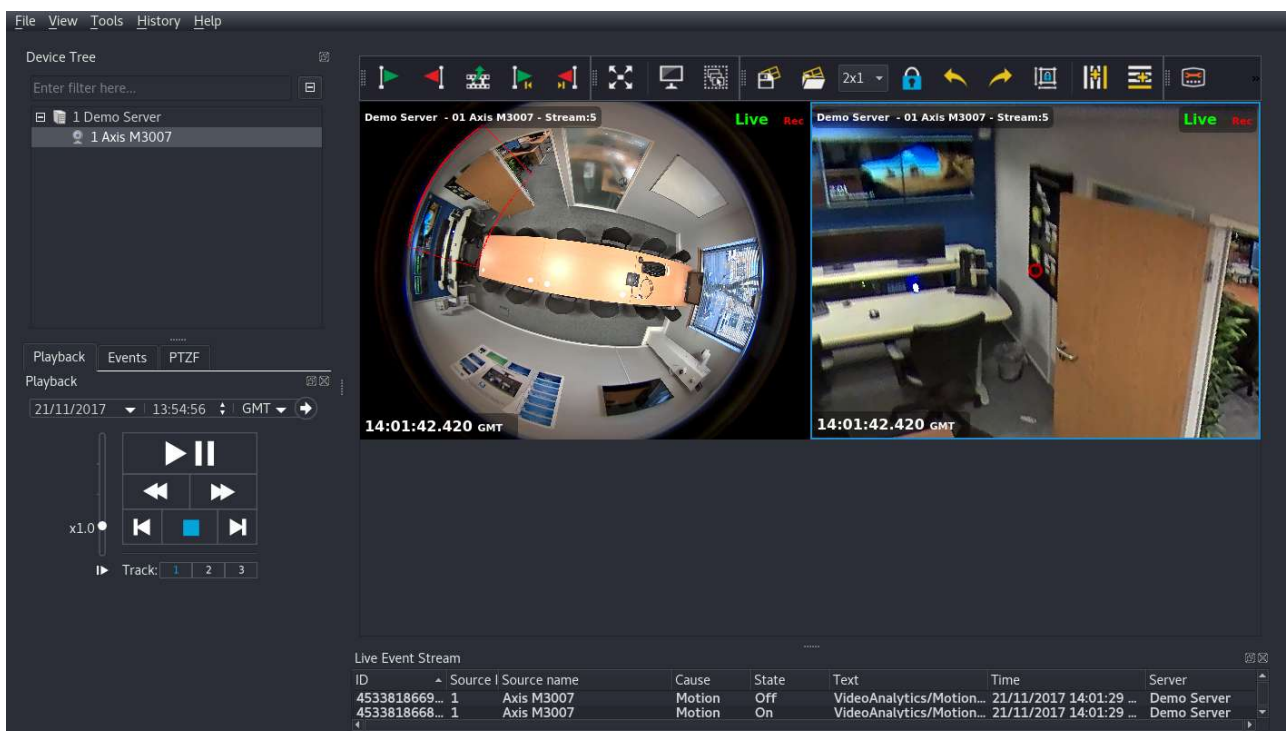 File View Tools History Help
Device Tree
Enter filter here...
1 Demo Server
1 Axis M3007
Playback Events PTZF
Playback
21/11/2017 13:54:56 GMT
x1.0
Track: 1 2 3
2x1
Demo Server - 01 Axis M3007 - Stream:5 Live Rec
14:01:42.420 GMT
Demo Server - 01 Axis M3007 - Stream:5 Live Rec
14:01:42.420 GMT
Live Event Stream
ID Source I Source name Cause State Text Time Server
4533818669... 1 Axis M3007 Motion Off VideoAnalytics/Motion... 21/11/2017 14:01:29 ... Demo Server
4533818668... 1 Axis M3007 Motion On VideoAnalytics/Motion... 21/11/2017 14:01:29 ... Demo Server